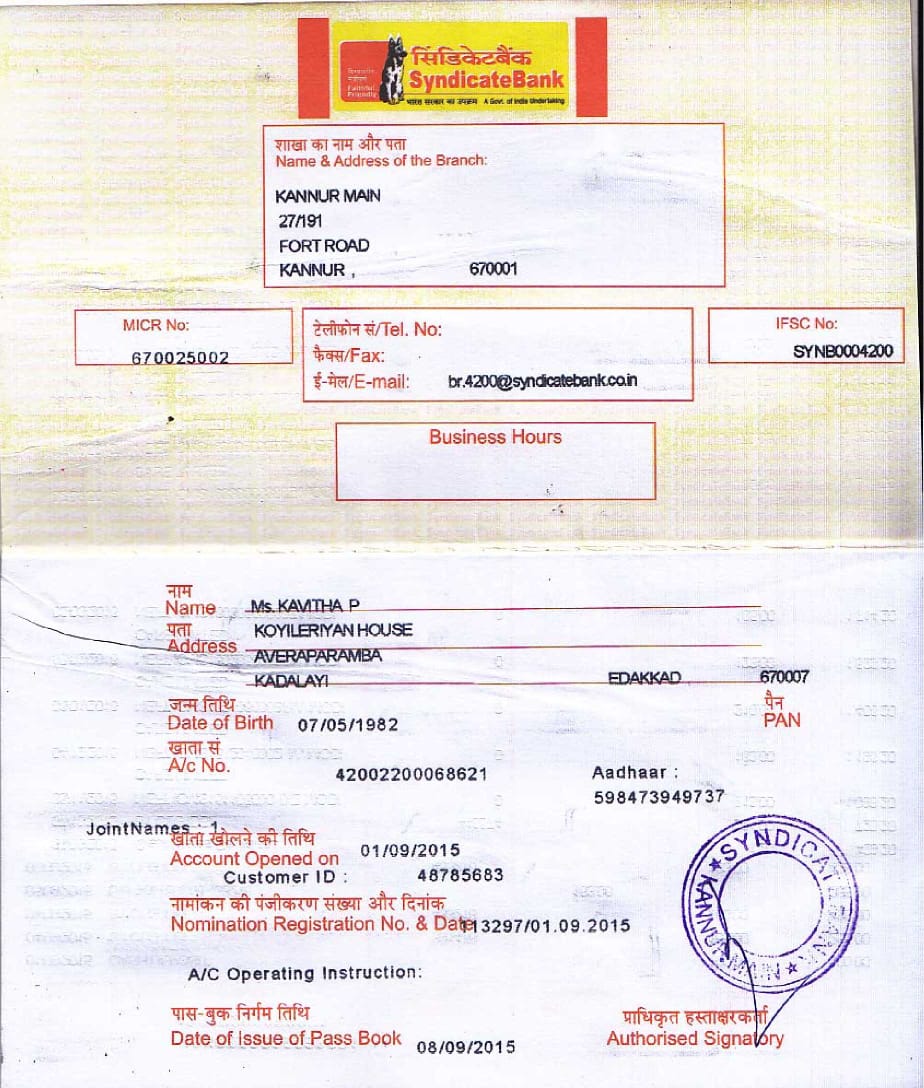 सिंडिकेटबैंक
SyndicateBank
Faithful
भारत सरकार का उपक्रम A Govt. of India Undertaking
शाखा का नाम और पता
Name & Address of the Branch:
KANNUR MAIN
27/191
FORT ROAD
KANNUR , 670001
MICR No:
670025002
टेलीफोन सं/Tel. No:
फैक्स/Fax:
ई-मेल/E-mail: br.4200@syndicatebank.co.in
IFSC No:
SYNB0004200
Business Hours
नाम
Name Ms. KAVITHA P
पता KOYILERIYAN HOUSE
Address AVERAPARAMBA
KADALAYI EDAKKAD 670007
जन्म तिथि पैन
Date of Birth 07/05/1982 PAN
खाता सं
A/c No. 42002200068621 Aadhaar :
598473949737
JointNames : 1.
खाता खोलने की तिथि
Account Opened on 01/09/2015
Customer ID : 48785683
नामांकन की पंजीकरण संख्या और दिनांक
Nomination Registration No. & Date 113297/01.09.2015
SYNDICATE BANK
KANNUR MAIN
A/C Operating Instruction:
पास-बुक निर्गम तिथि प्राधिकृत हस्ताक्षरकर्ता
Date of Issue of Pass Book 08/09/2015 Authorised Signatory